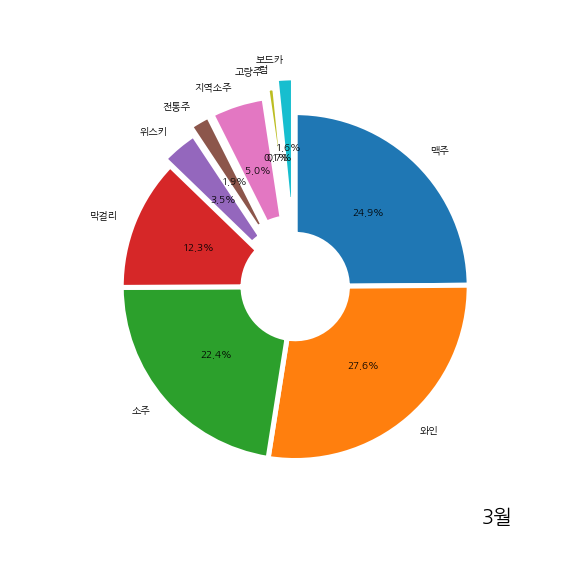 보드카
1.6%
럼
고량주
지역소주
5.0%
전통주
1.9%
위스키
3.5%
막걸리
12.3%
소주
22.4%
와인
27.6%
맥주
24.9%
3월